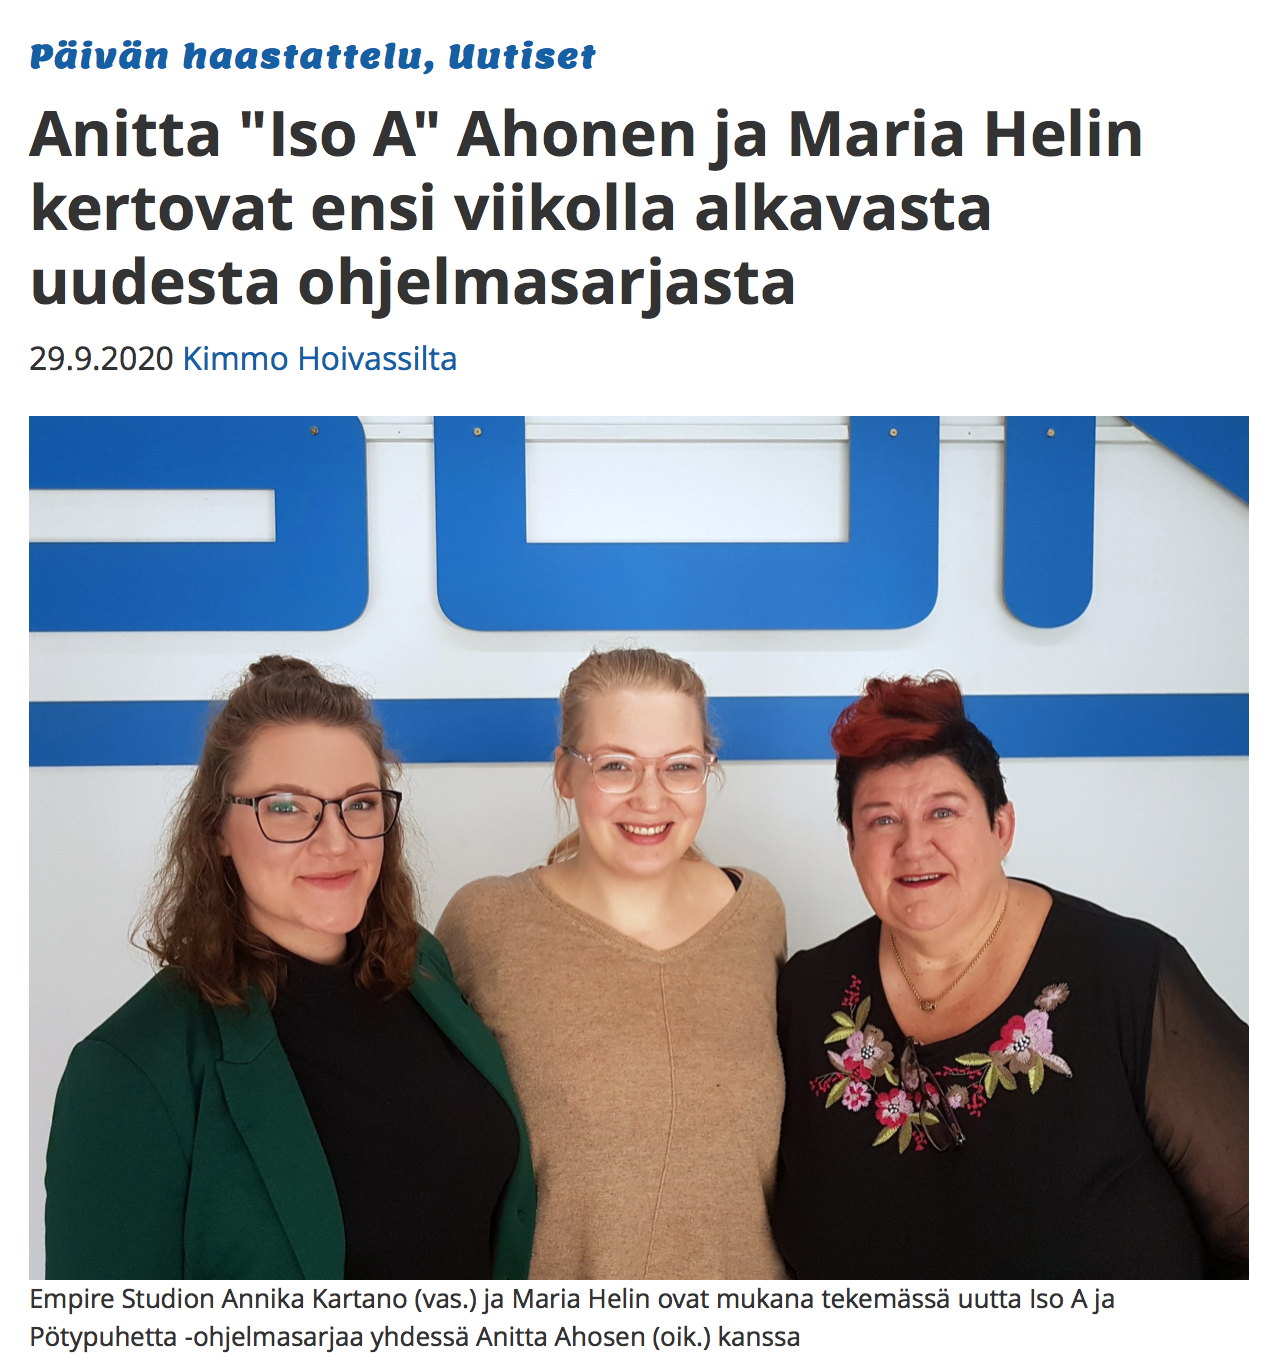 Päivän haastattelu, Uutiset
Anitta "Iso A" Ahonen ja Maria Helin
kertovat ensi viikolla alkavasta
uudesta ohjelmasarjasta
29.9.2020 Kimmo Hoivassilta
Empire Studion Annika Kartano (vas.) ja Maria Helin ovat mukana tekemässä uutta Iso A ja
Pötypuhetta -ohjelmasarjaa yhdessä Anitta Ahosen (oik.) kanssa